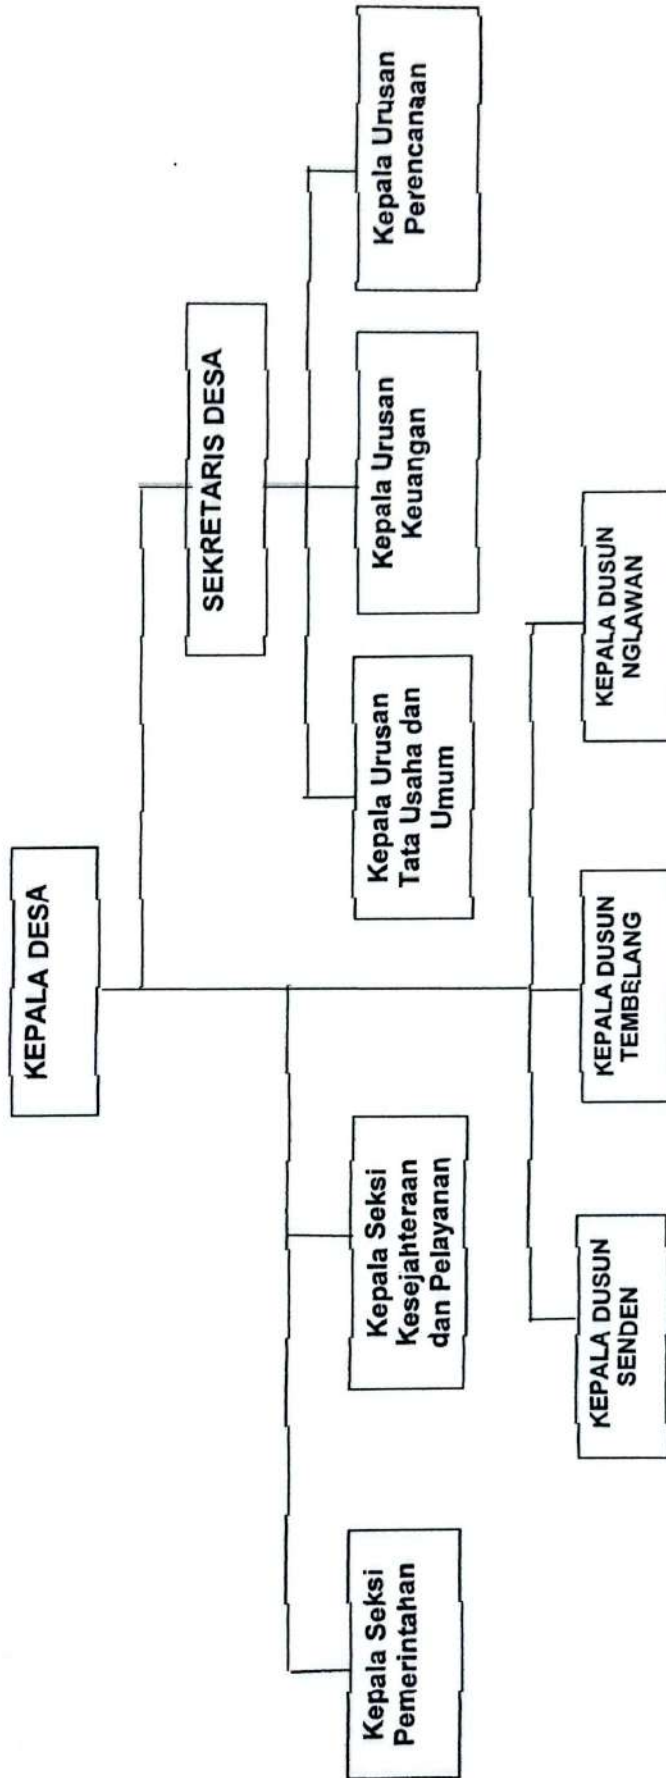 KEPALA DESA
SEKRETARIS DESA
Kepala Seksi
Pemerintahan
Kepala Seksi
Kesejahteraan
dan Pelayanan
Kepala Urusan
Tata Usaha dan
Umum
Kepala Urusan
Keuangan
Kepala Urusan
Perencanaan
KEPALA DUSUN
SENDEN
KEPALA DUSUN
TEMBELANG
KEPALA DUSUN
NGLAWAN